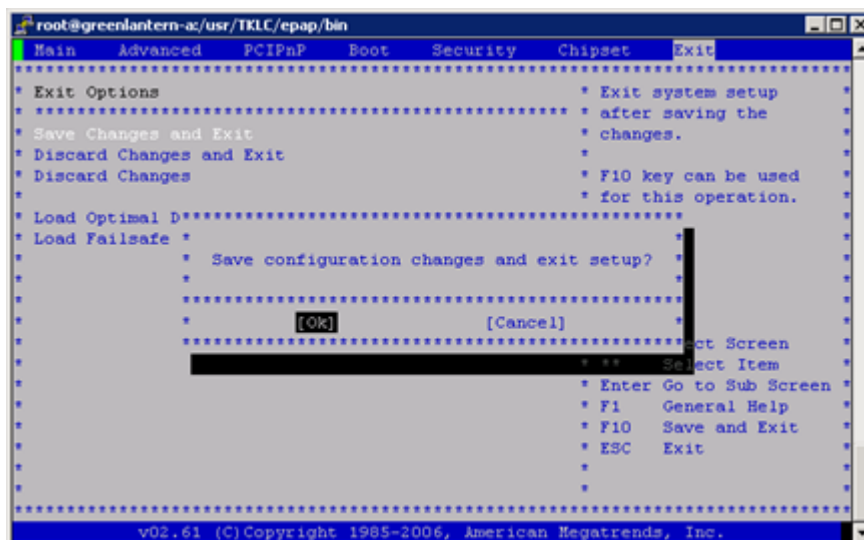 root@greenlantern-a:/usr/TKLC/epap/bin
Main Advanced PCIPnP Boot Security Chipset Exit
Exit Options
Save Changes and Exit
Discard Changes and Exit
Discard Changes
Load Optimal D
Load Failsafe
Exit system setup
after saving the
changes.
F10 key can be used
for this operation.
Save configuration changes and exit setup?
[Ok] [Cancel]
ect Screen
** Select Item
Enter Go to Sub Screen
F1 General Help
F10 Save and Exit
ESC Exit
v02.61 (C)Copyright 1985-2006, American Megatrends, Inc.